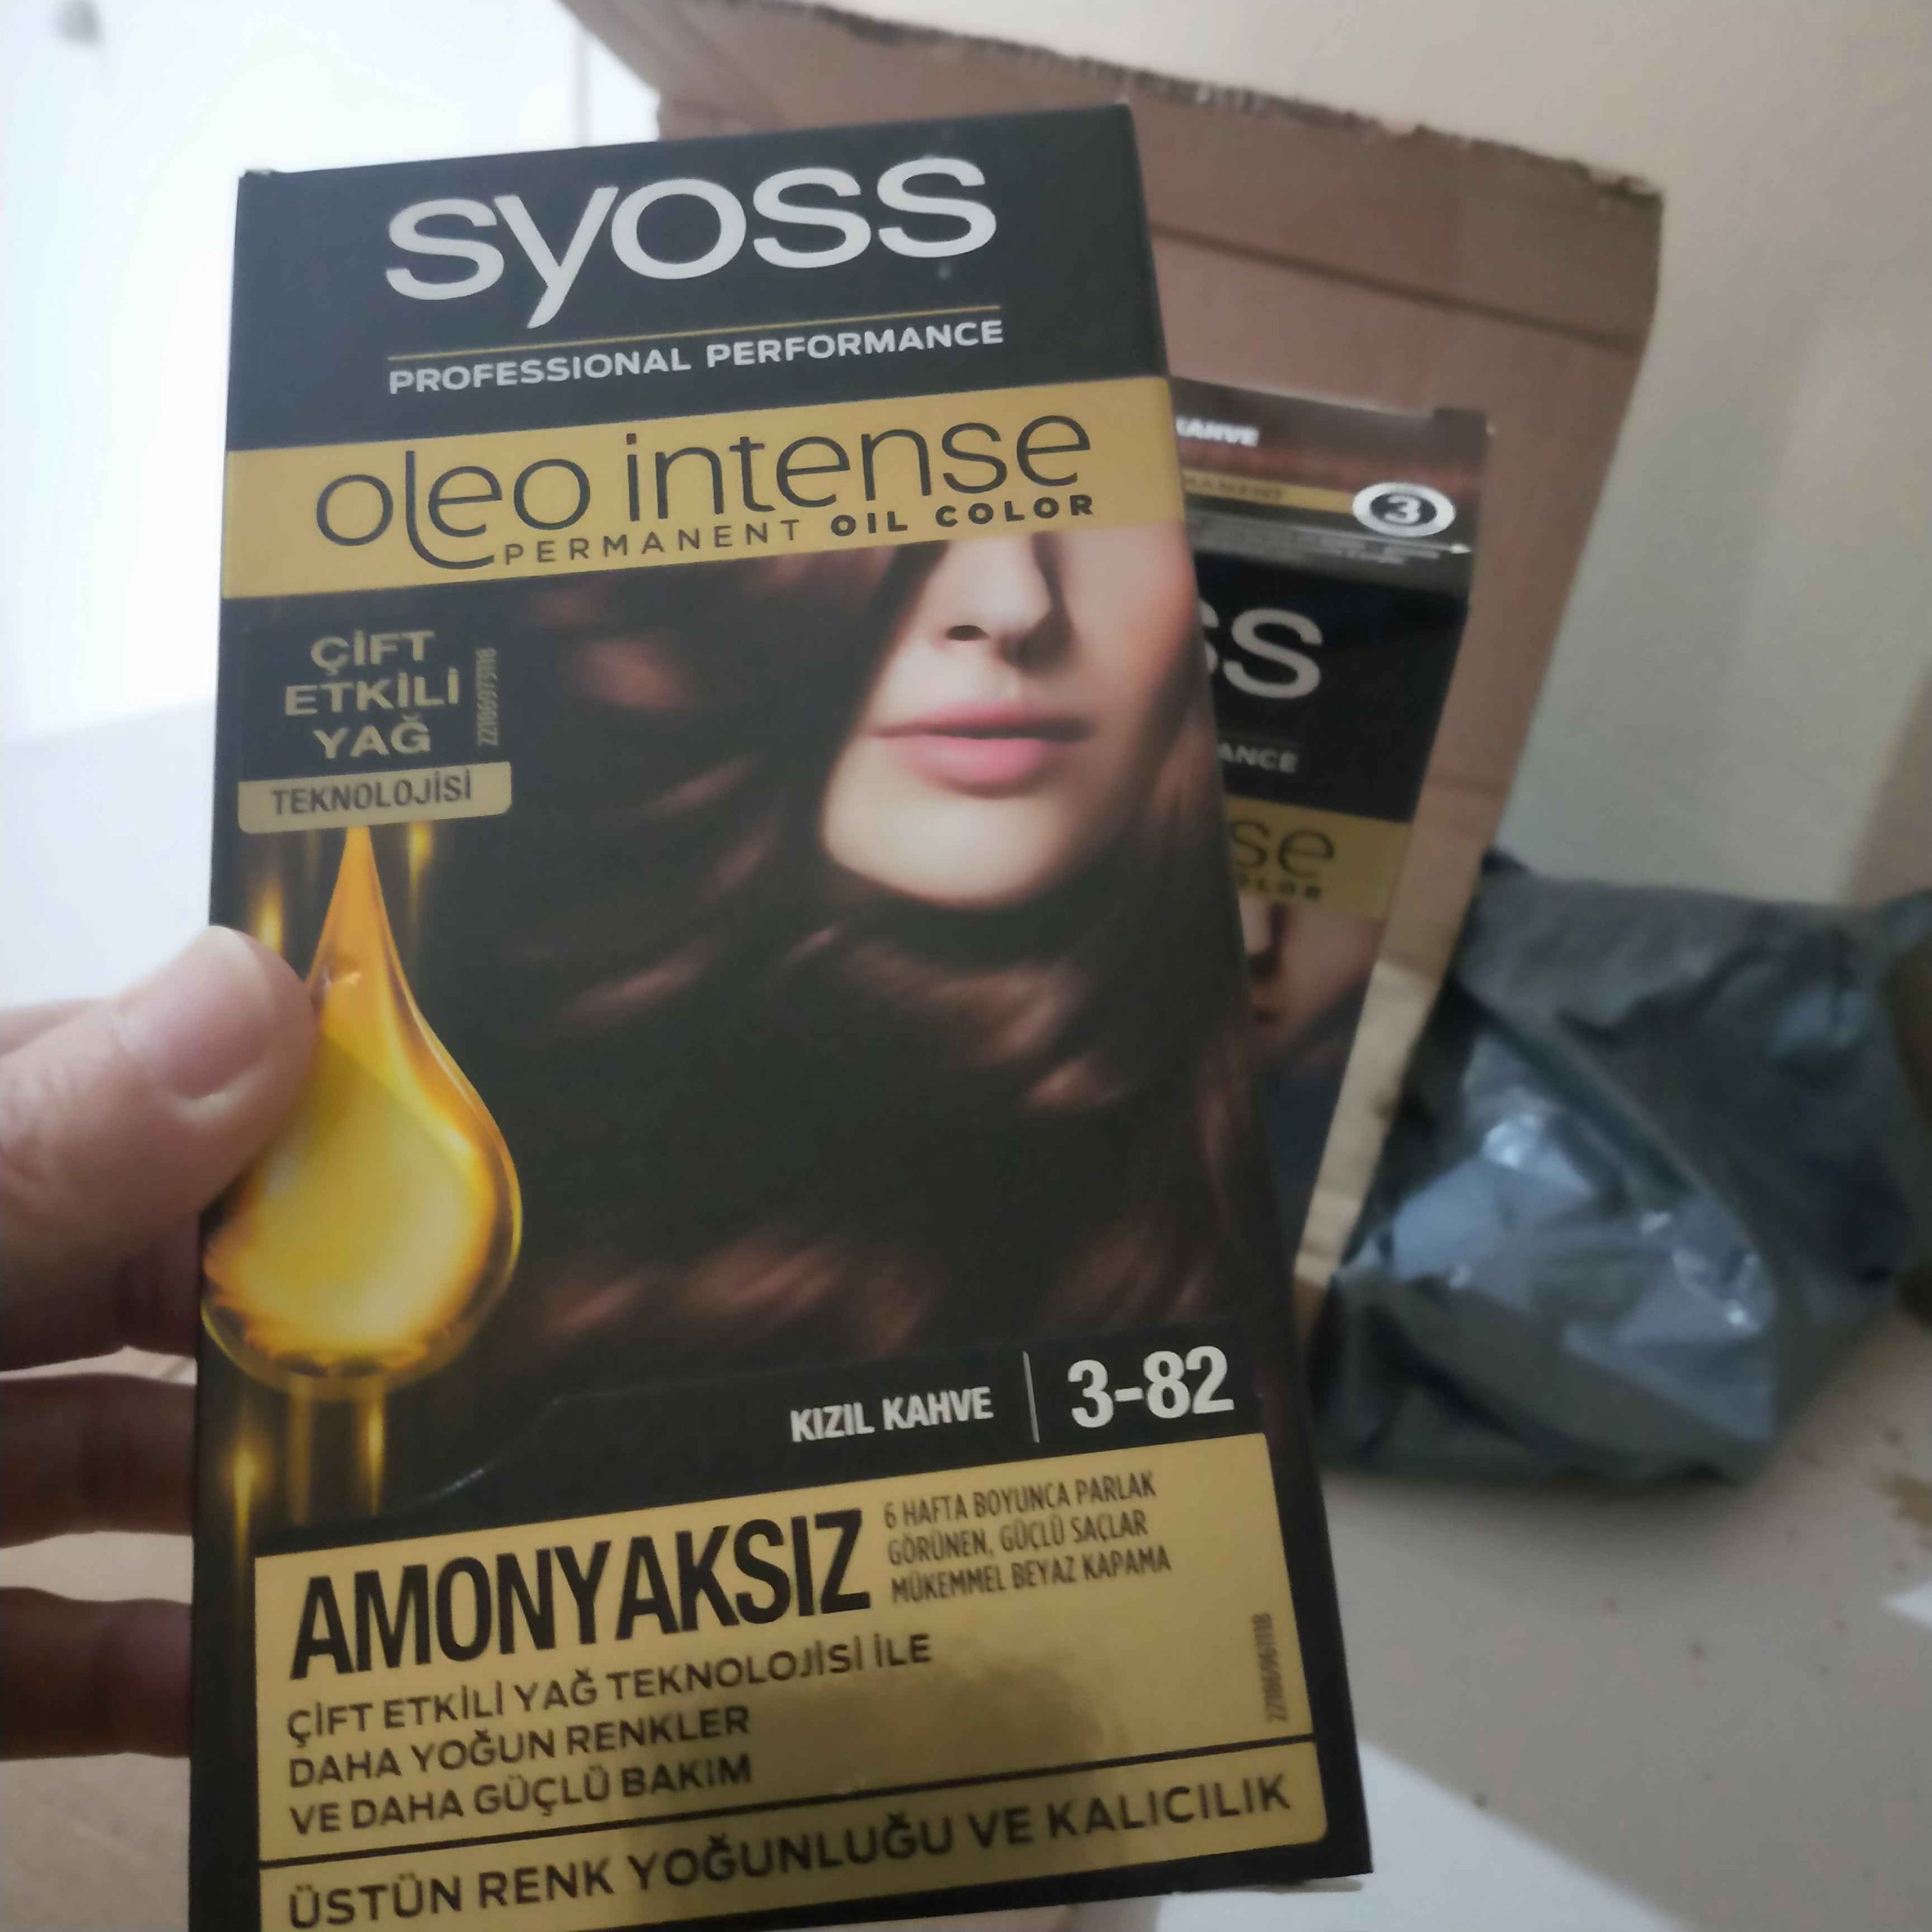 syoss
PROFESSIONAL PERFORMANCE
oleo intense
PERMANENT OIL COLOR
ÇİFT
ETKİLİ
YAĞ
TEKNOLOJİSİ
KIZIL KAHVE | 3-82
AMONYAKSIZ
6 HAFTA BOYUNCA PARLAK
GÖRÜNEN, GÜÇLÜ SAÇLAR
MÜKEMMEL BEYAZ KAPAMA
ÇİFT ETKİLİ YAĞ TEKNOLOJİSİ İLE
DAHA YOĞUN RENKLER
VE DAHA GÜÇLÜ BAKIM
ÜSTÜN RENK YOĞUNLUĞU VE KALICILIK
KAHVE
3
SS
ANCE
se